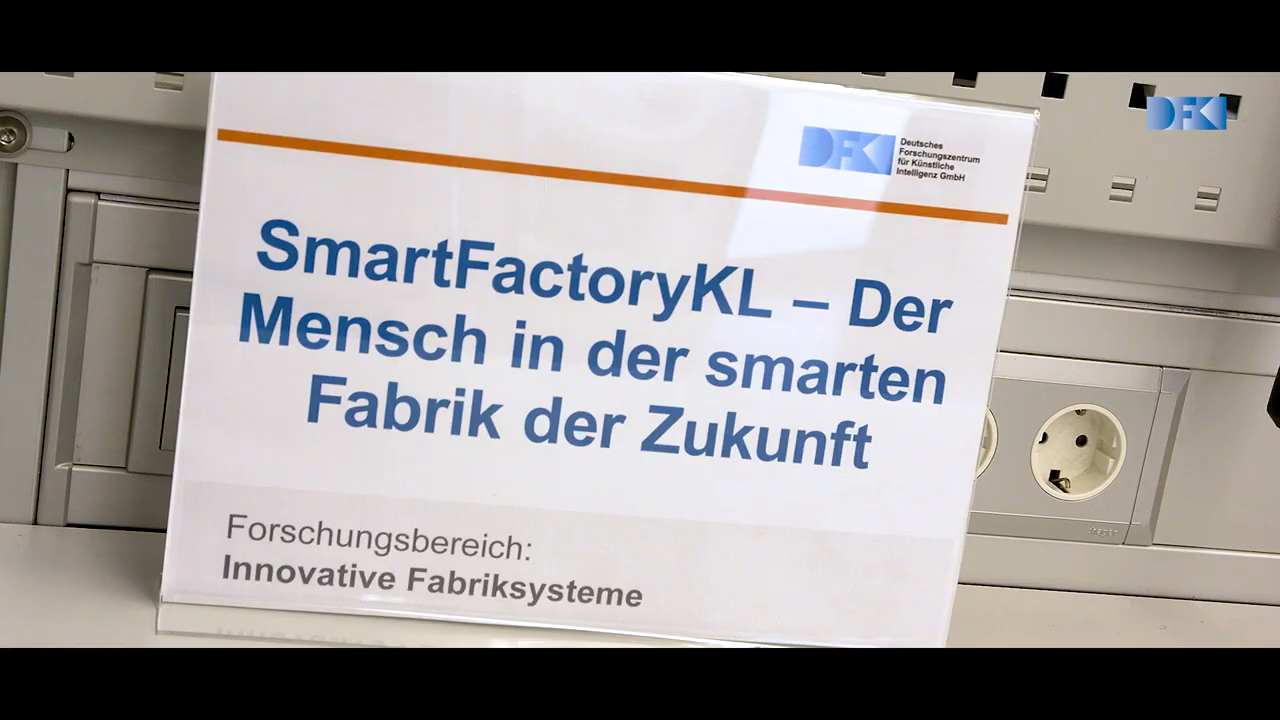 DFKI
DFKI
Deutsches
Forschungszentrum
für Künstliche
Intelligenz GmbH
SmartFactoryKL – Der
Mensch in der smarten
Fabrik der Zukunft
Forschungsbereich:
Innovative Fabriksysteme